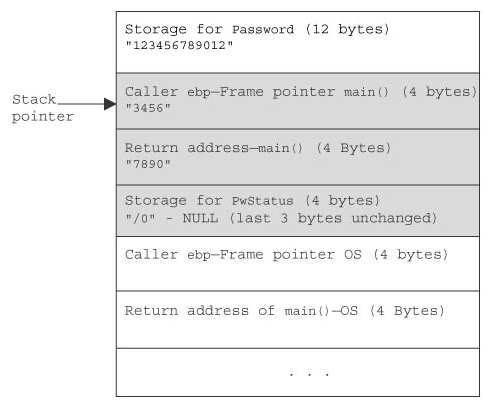 Storage for Password (12 bytes)
"123456789012"
Stack
pointer
Caller ebp—Frame pointer main() (4 bytes)
"3456"
Return address—main() (4 Bytes)
"7890"
Storage for PwStatus (4 bytes)
"/0" - NULL (last 3 bytes unchanged)
Caller ebp—Frame pointer OS (4 bytes)
Return address of main()—OS (4 Bytes)
. . .